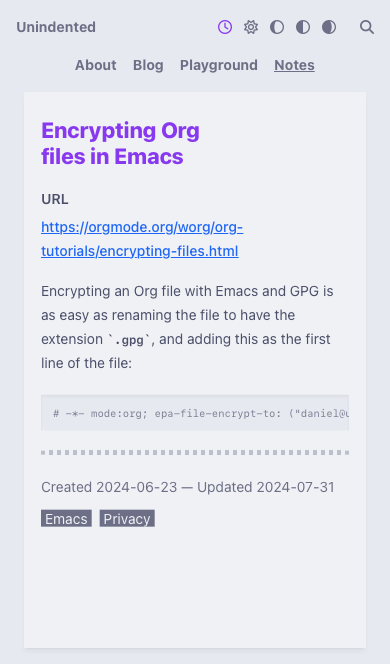 Unindented
About Blog Playground Notes
Encrypting Org
files in Emacs
URL
https://orgmode.org/worg/org-
tutorials/encrypting-files.html
Encrypting an Org file with Emacs and GPG is
as easy as renaming the file to have the
extension `.gpg`, and adding this as the first
line of the file:
# -*- mode:org; epa-file-encrypt-to: ("daniel@u
Created 2024-06-23 — Updated 2024-07-31
Emacs Privacy